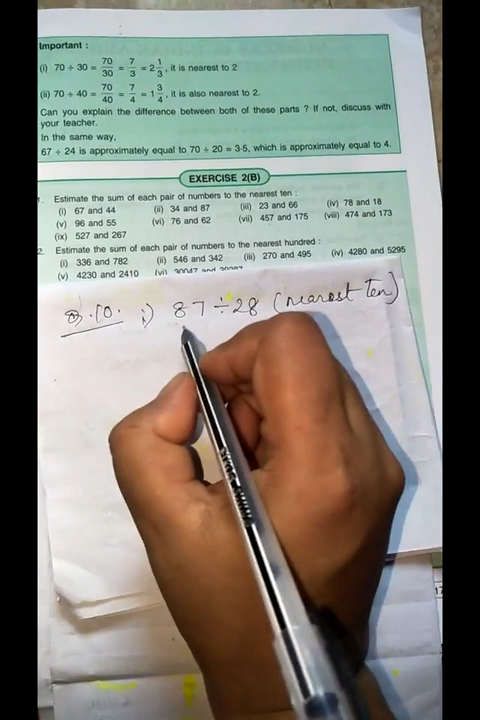 Important :
(i) 70 ÷ 30 = 70/30 = 7/3 = 2 1/3, it is nearest to 2
(ii) 70 ÷ 40 = 70/40 = 7/4 = 1 3/4, it is also nearest to 2.
Can you explain the difference between both of these parts ? If not, discuss with
your teacher.
In the same way,
67 ÷ 24 is approximately equal to 70 ÷ 20 = 3·5, which is approximately equal to 4.
EXERCISE 2(B)
1. Estimate the sum of each pair of numbers to the nearest ten :
(i) 67 and 44 (ii) 34 and 87 (iii) 23 and 66 (iv) 78 and 18
(v) 96 and 55 (vi) 76 and 62 (vii) 457 and 175 (viii) 474 and 173
(ix) 527 and 267
2. Estimate the sum of each pair of numbers to the nearest hundred :
(i) 336 and 782 (ii) 546 and 342 (iii) 270 and 495 (iv) 4280 and 5295
(v) 4230 and 2410 (vi) 30047 and
Q.10. i) 87 ÷ 28 (nearest Ten)